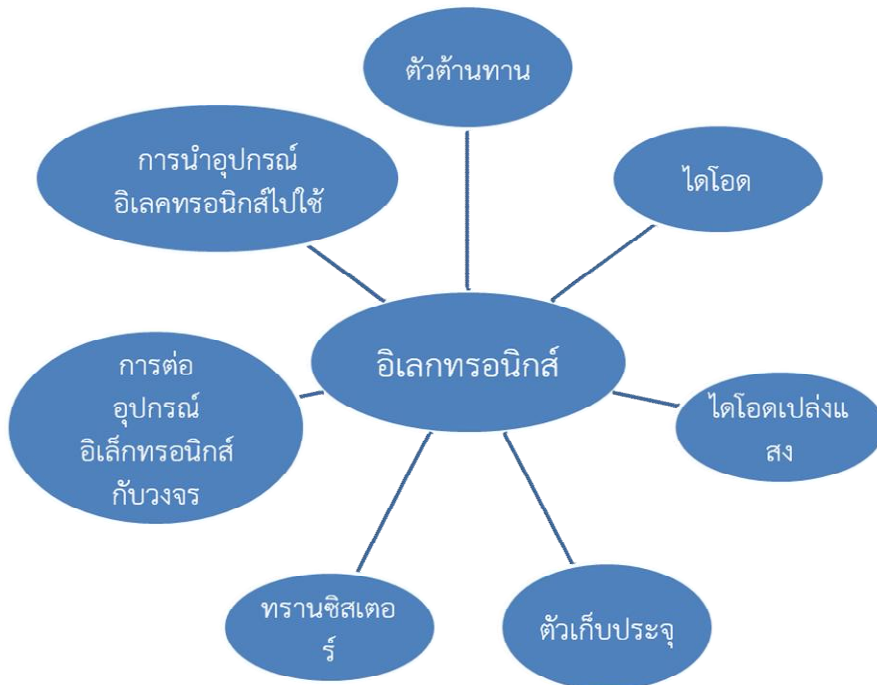 ตัวต้านทาน
การนำอุปกรณ์
อิเลคทรอนิกส์ไปใช้
ไดโอด
อิเลกทรอนิกส์
การต่อ
อุปกรณ์
อิเล็กทรอนิกส์
กับวงจร
ไดโอดเปล่งแ
สง
ทรานซิสเตอ
ร์
ตัวเก็บประจุ